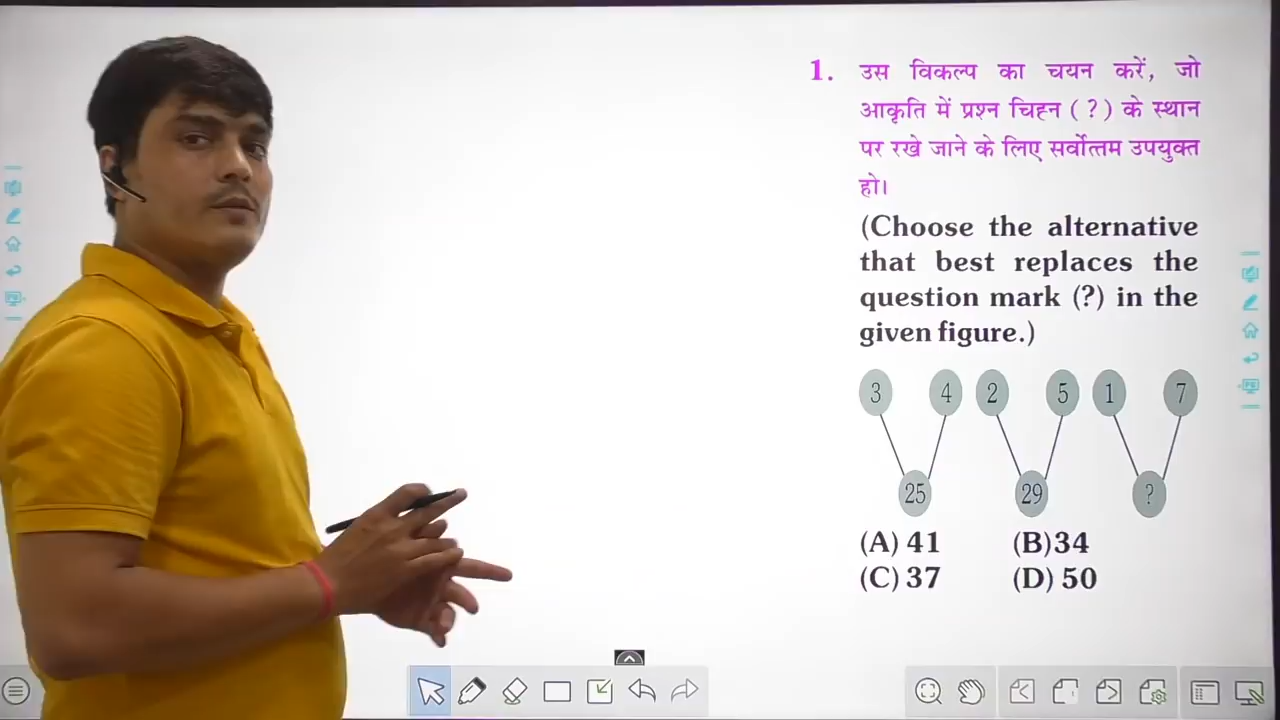 1. उस विकल्प का चयन करें, जो
आकृति में प्रश्न चिह्न (?) के स्थान
पर रखे जाने के लिए सर्वोत्तम उपयुक्त
हो।
(Choose the alternative
that best replaces the
question mark (?) in the
given figure.)
3 4 2 5 1 7
25 29 ?
(A) 41 (B) 34
(C) 37 (D) 50